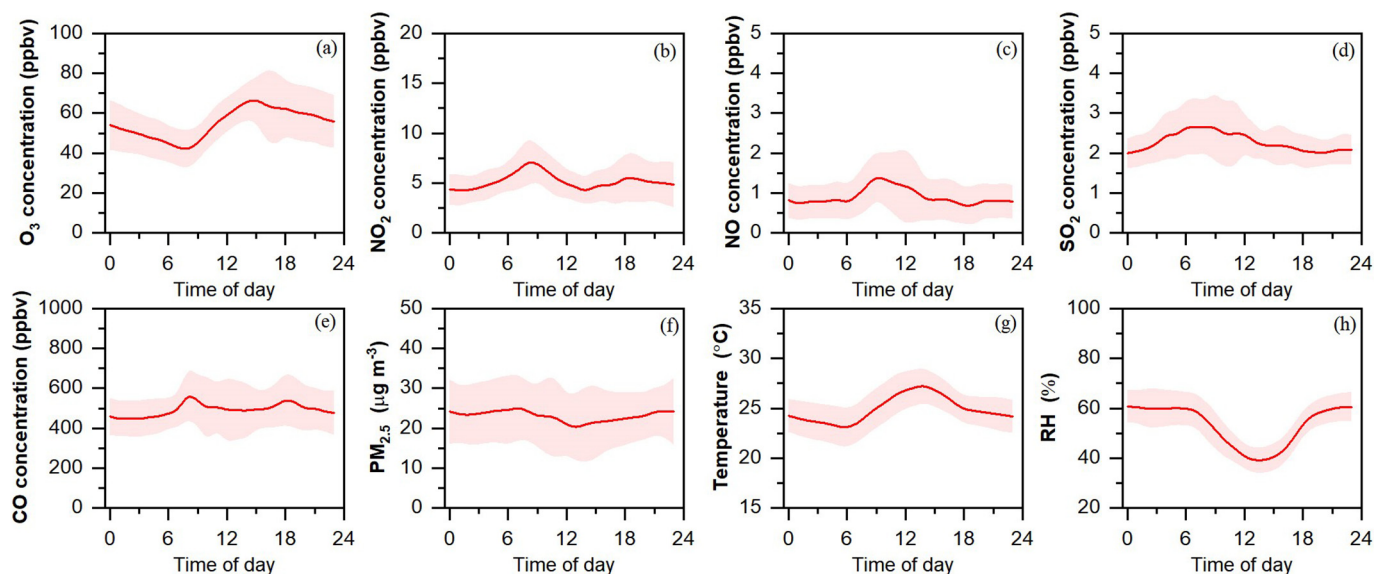 O3 concentration (ppbv)
100
80
60
40
20
0
(a)
0 6 12 18 24
Time of day
NO2 concentration (ppbv)
20
15
10
5
0
(b)
0 6 12 18 24
Time of day
NO concentration (ppbv)
5
4
3
2
1
0
(c)
0 6 12 18 24
Time of day
SO2 concentration (ppbv)
5
4
3
2
1
0
(d)
0 6 12 18 24
Time of day
CO concentration (ppbv)
1000
800
600
400
200
0
(e)
0 6 12 18 24
Time of day
PM2.5 (μg m-3)
50
40
30
20
10
0
(f)
0 6 12 18 24
Time of day
Temperature (°C)
35
30
25
20
15
(g)
0 6 12 18 24
Time of day
RH (%)
100
80
60
40
20
(h)
0 6 12 18 24
Time of day